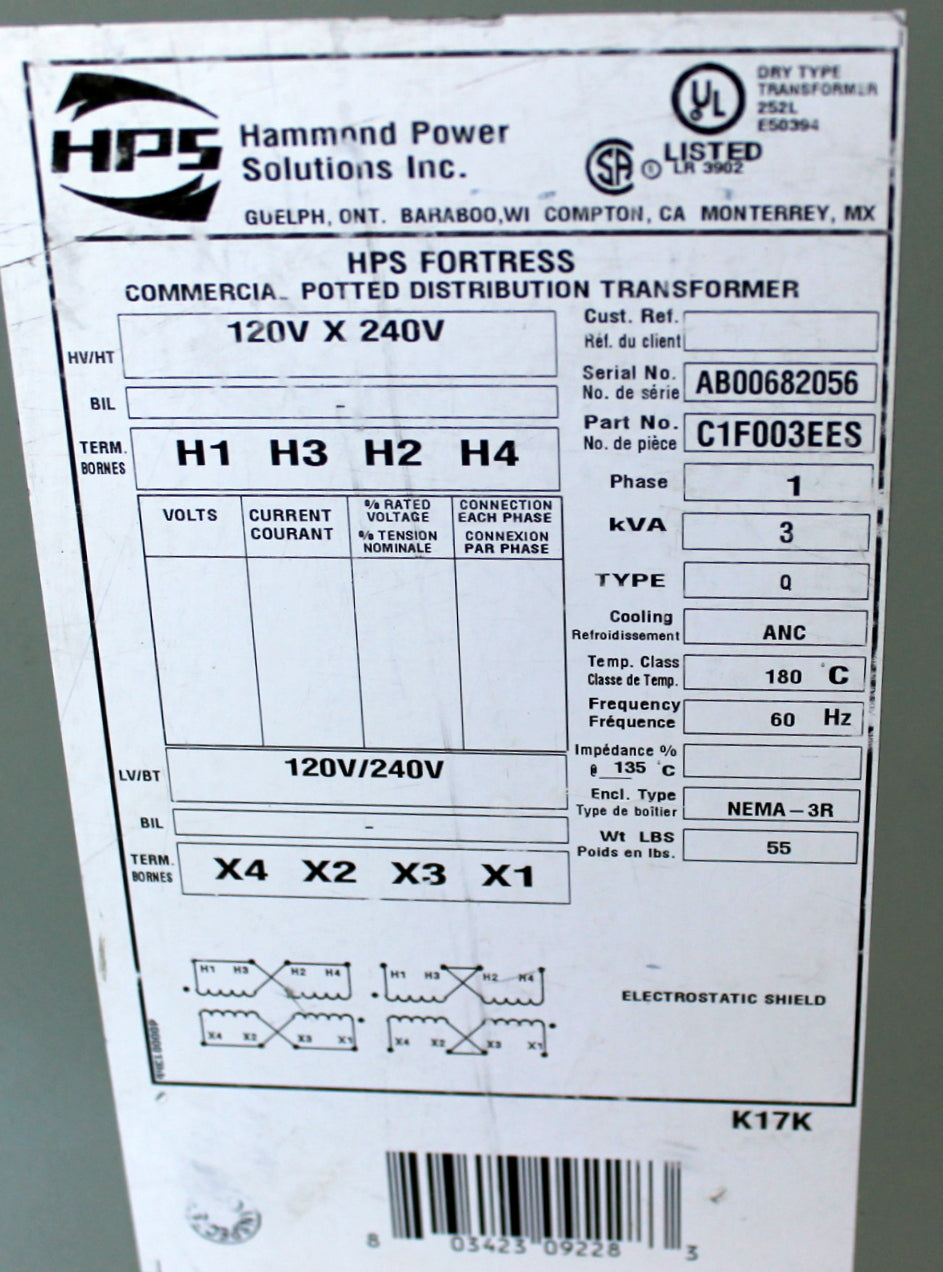 HPS
Hammond Power
Solutions Inc.
UL
DRY TYPE
TRANSFORMER
252L
E50394
SA
LISTED
LR 3902
GUELPH, ONT. BARABOO,WI COMPTON, CA MONTERREY, MX
HPS FORTRESS
COMMERCIA_ POTTED DISTRIBUTION TRANSFORMER
HV/HT
120V X 240V
BIL
-
TERM.
BORNES
H1 H3 H2 H4
VOLTS
CURRENT
COURANT
% RATED
VOLTAGE
% TENSION
NOMINALE
CONNECTION
EACH PHASE
CONNEXION
PAR PHASE
LV/BT
120V/240V
BIL
-
TERM.
BORNES
X4 X2 X3 X1
Cust. Ref.
Réf. du client
Serial No.
No. de série
AB00682056
Part No.
No. de pièce
C1F003EES
Phase
1
kVA
3
TYPE
Q
Cooling
Refroidissement
ANC
Temp. Class
Classe de Temp.
180 °C
Frequency
Fréquence
60 Hz
Impédance %
@ 135 °C
Encl. Type
Type de boîtier
NEMA-3R
Wt LBS
Poids en lbs.
55
H1 H3 H2 H4
X4 X2 X3 X1
H1 H3 H2 H4
X4 X2 X3 X1
ELECTROSTATIC SHIELD
K17K
8 03423 09228 3